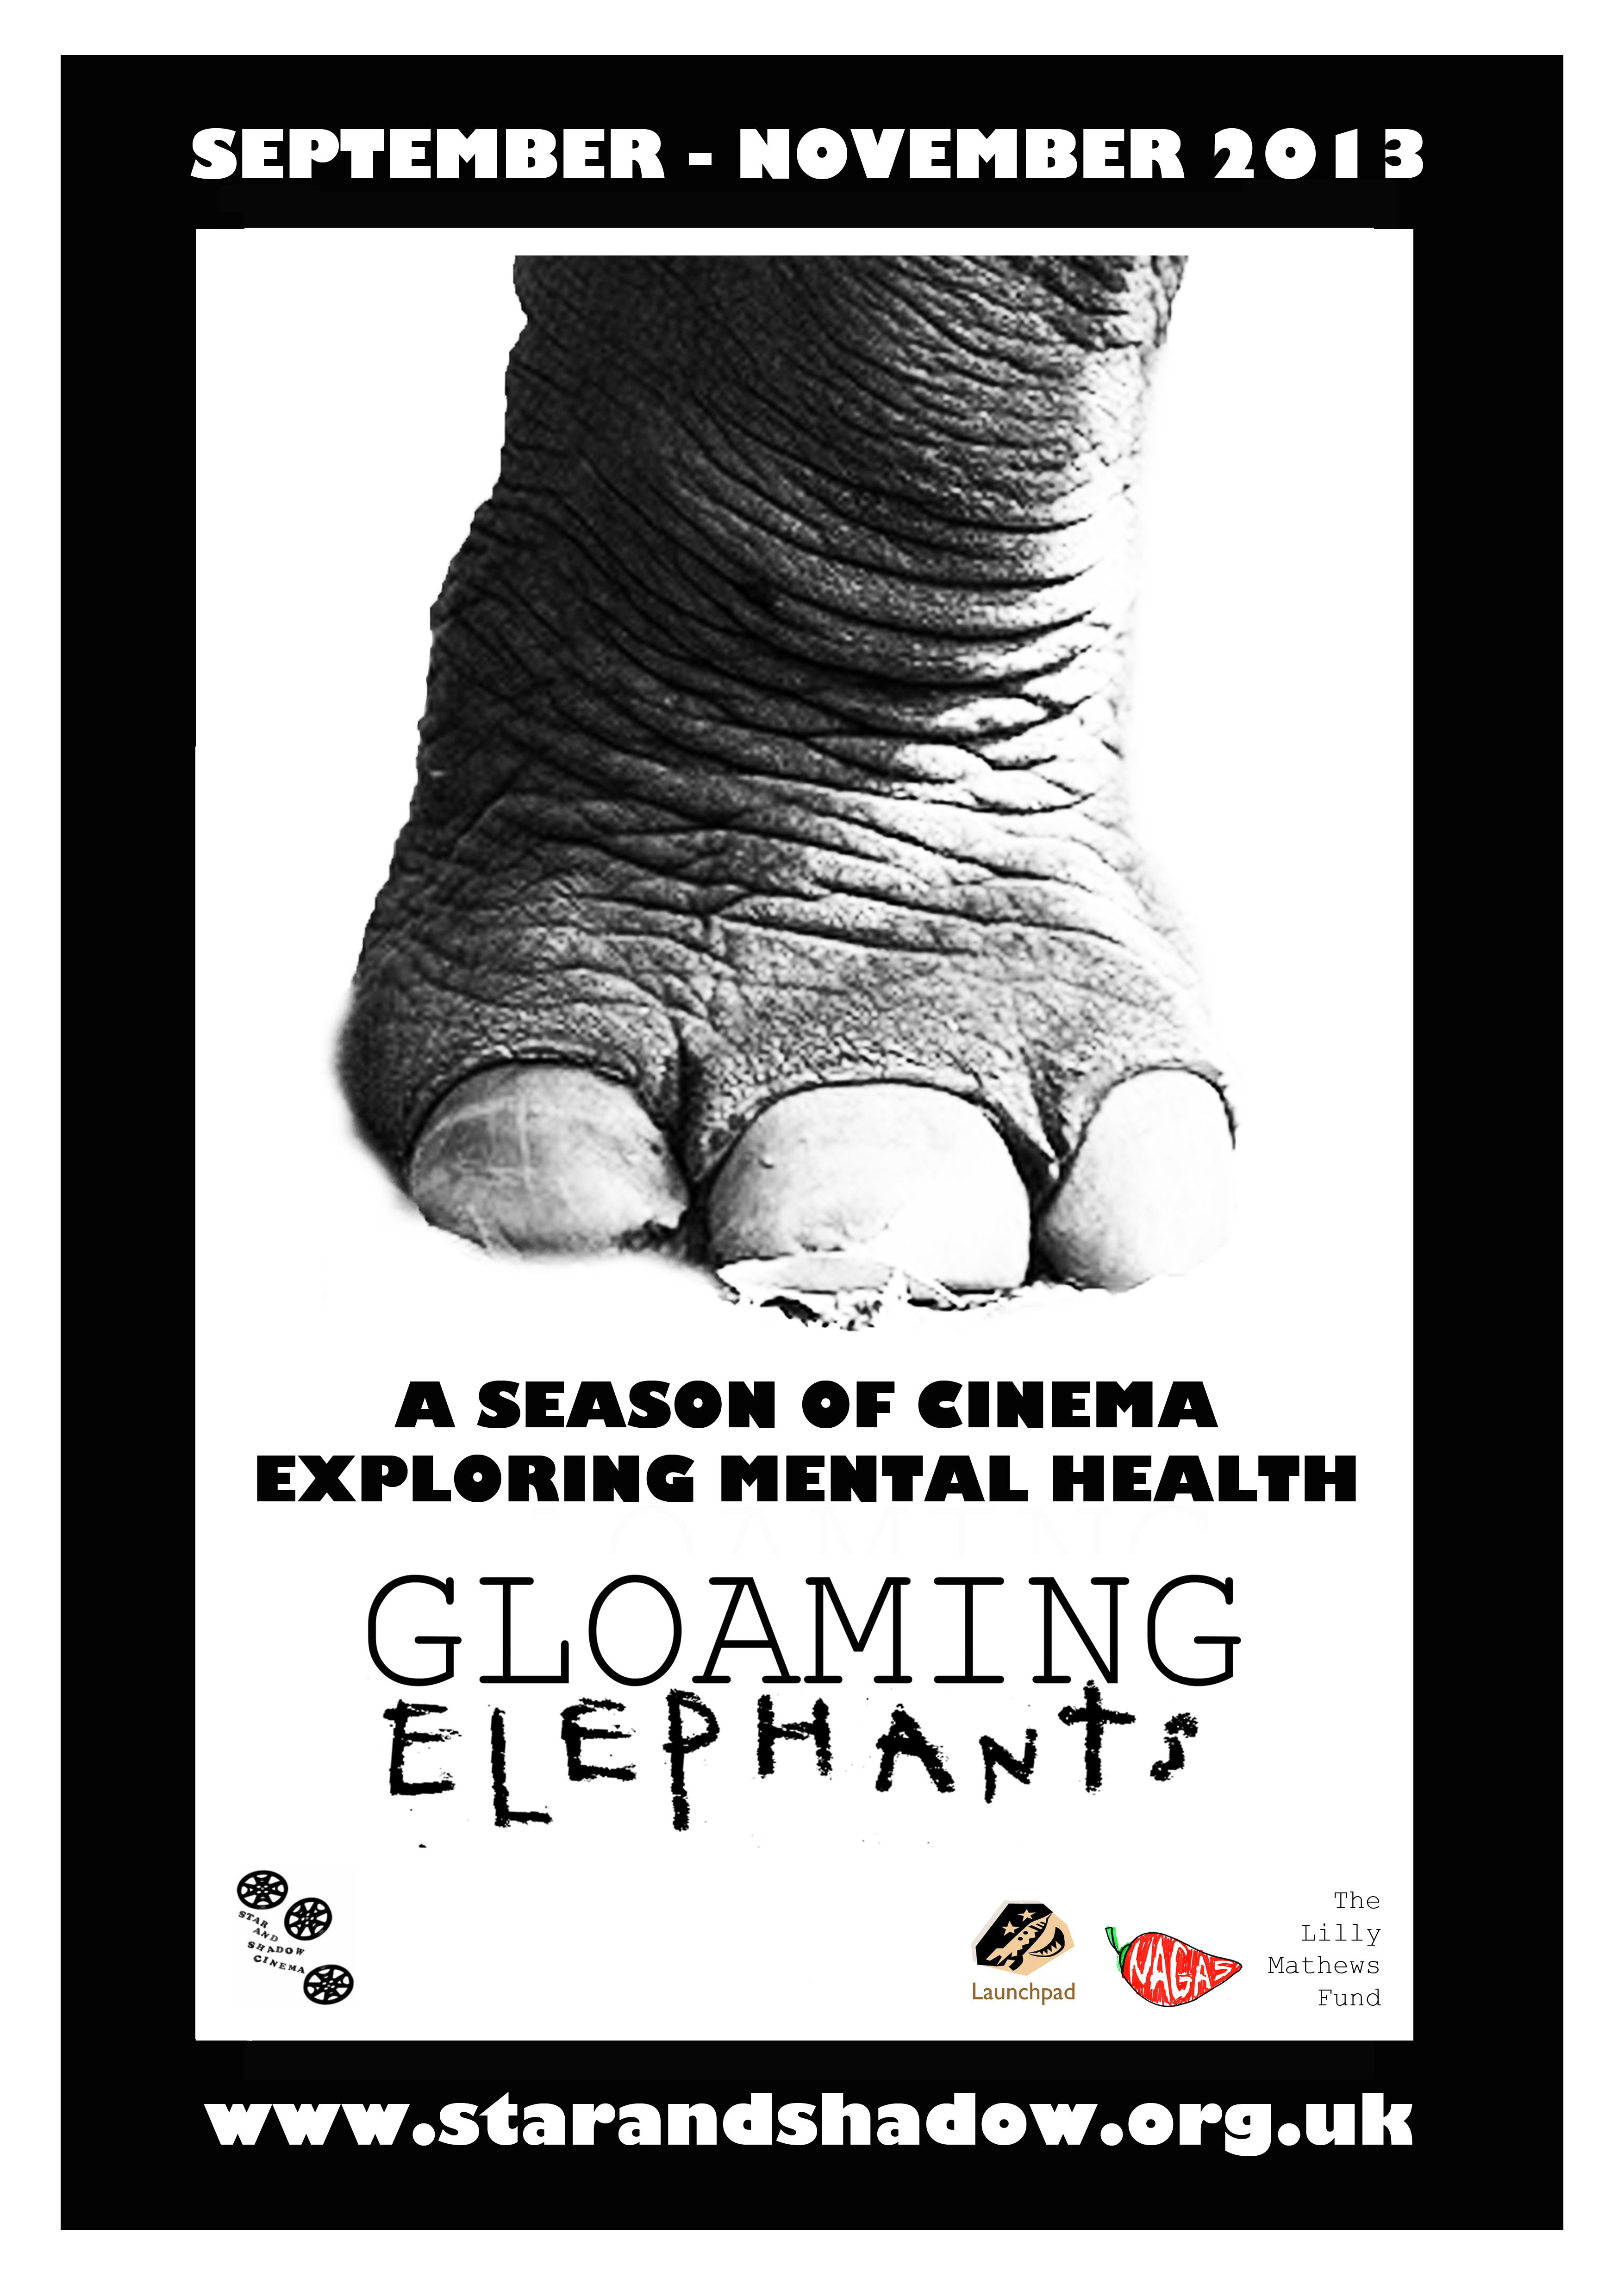 SEPTEMBER - NOVEMBER 2013
A SEASON OF CINEMA
EXPLORING MENTAL HEALTH
GLOAMING
ELEPHANTS
STAR
AND
SHADOW
CINEMA
Launchpad
NAGAS
The
Lilly
Mathews
Fund
www.starandshadow.org.uk